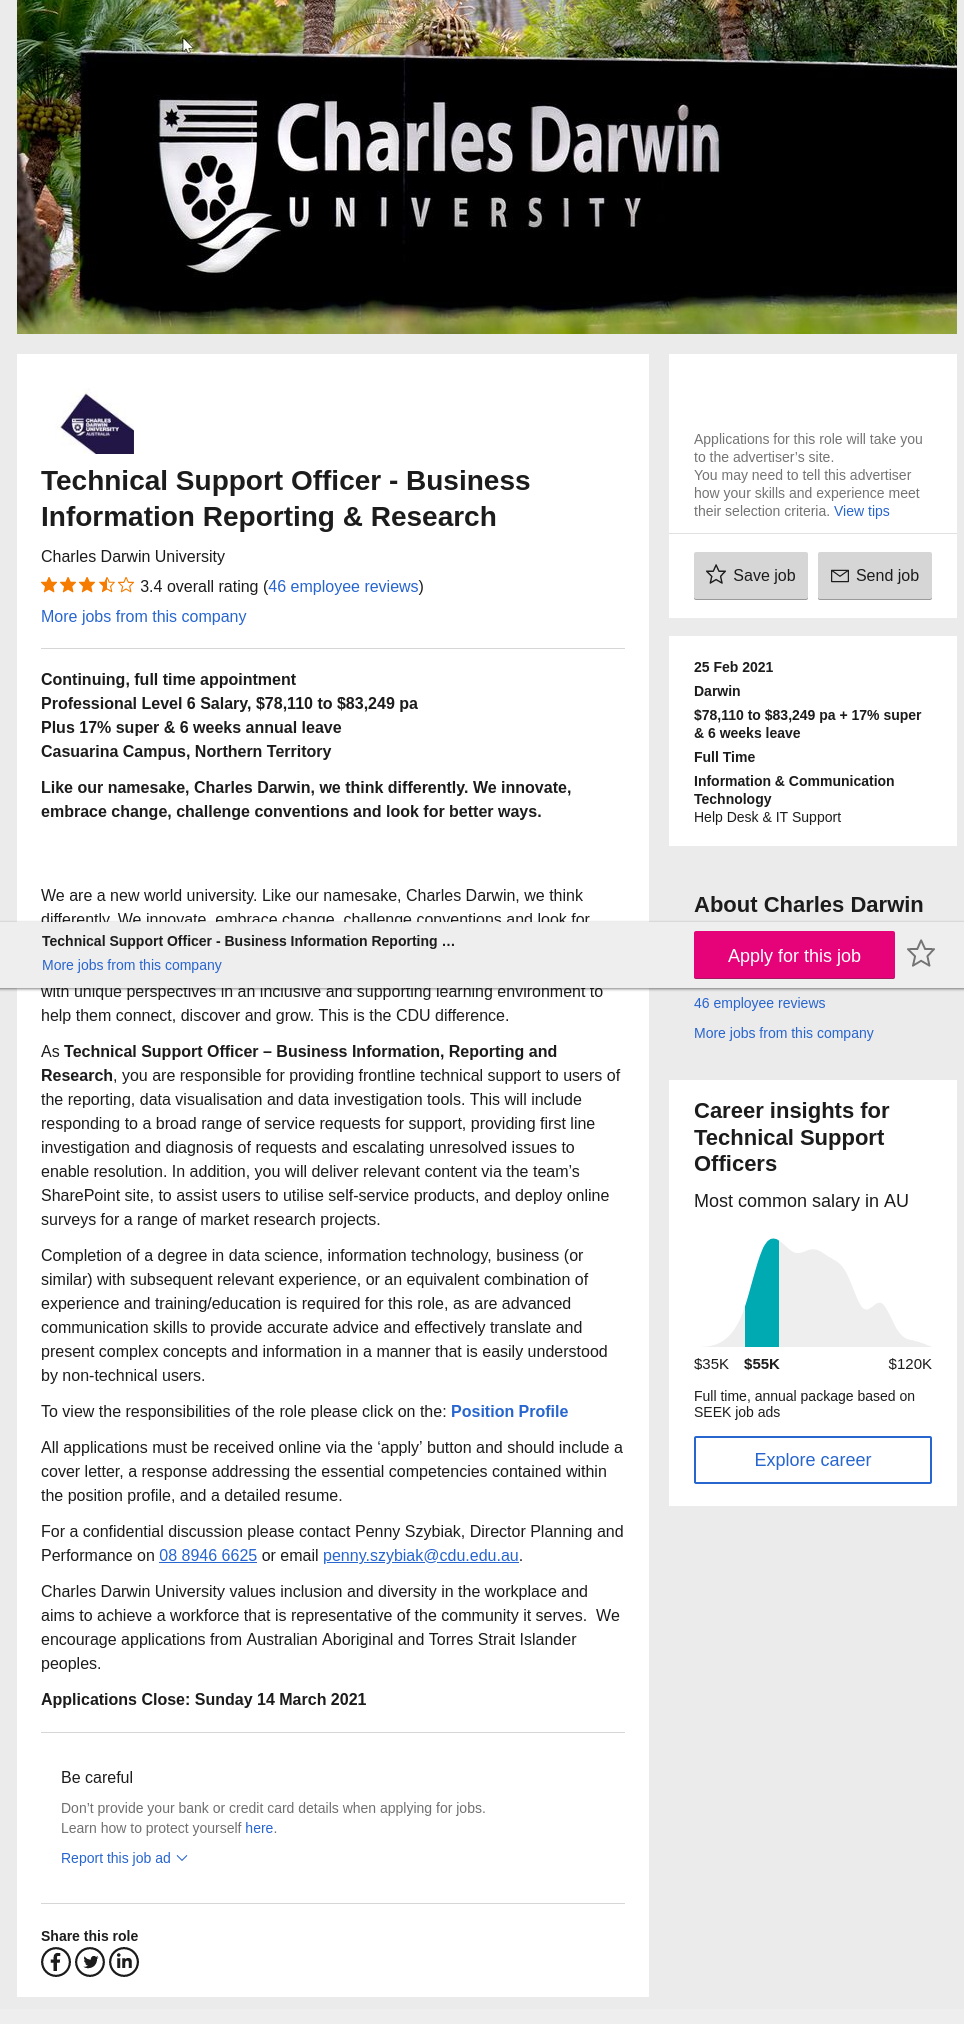 Charles Darwin
UNIVERSITY
CHARLES
DARWIN
UNIVERSITY
AUSTRALIA
Technical Support Officer - Business
Information Reporting & Research
Charles Darwin University
3.4 overall rating (46 employee reviews)
More jobs from this company
Continuing, full time appointment
Professional Level 6 Salary, $78,110 to $83,249 pa
Plus 17% super & 6 weeks annual leave
Casuarina Campus, Northern Territory
Like our namesake, Charles Darwin, we think differently. We innovate,
embrace change, challenge conventions and look for better ways.
We are a new world university. Like our namesake, Charles Darwin, we think
differently. We innovate, embrace change, challenge conventions and look for
Technical Support Officer - Business Information Reporting …
More jobs from this company
with unique perspectives in an inclusive and supporting learning environment to
help them connect, discover and grow. This is the CDU difference.
As Technical Support Officer – Business Information, Reporting and
Research, you are responsible for providing frontline technical support to users of
the reporting, data visualisation and data investigation tools. This will include
responding to a broad range of service requests for support, providing first line
investigation and diagnosis of requests and escalating unresolved issues to
enable resolution. In addition, you will deliver relevant content via the team’s
SharePoint site, to assist users to utilise self-service products, and deploy online
surveys for a range of market research projects.
Completion of a degree in data science, information technology, business (or
similar) with subsequent relevant experience, or an equivalent combination of
experience and training/education is required for this role, as are advanced
communication skills to provide accurate advice and effectively translate and
present complex concepts and information in a manner that is easily understood
by non-technical users.
To view the responsibilities of the role please click on the: Position Profile
All applications must be received online via the ‘apply’ button and should include a
cover letter, a response addressing the essential competencies contained within
the position profile, and a detailed resume.
For a confidential discussion please contact Penny Szybiak, Director Planning and
Performance on 08 8946 6625 or email penny.szybiak@cdu.edu.au.
Charles Darwin University values inclusion and diversity in the workplace and
aims to achieve a workforce that is representative of the community it serves.  We
encourage applications from Australian Aboriginal and Torres Strait Islander
peoples.
Applications Close: Sunday 14 March 2021
Be careful
Don’t provide your bank or credit card details when applying for jobs.
Learn how to protect yourself here.
Report this job ad
Share this role
Applications for this role will take you
to the advertiser’s site.
You may need to tell this advertiser
how your skills and experience meet
their selection criteria. View tips
Save job
Send job
25 Feb 2021
Darwin
$78,110 to $83,249 pa + 17% super
& 6 weeks leave
Full Time
Information & Communication
Technology
Help Desk & IT Support
About Charles Darwin
Apply for this job
46 employee reviews
More jobs from this company
Career insights for
Technical Support
Officers
Most common salary in AU
$35K $55K $120K
Full time, annual package based on
SEEK job ads
Explore career